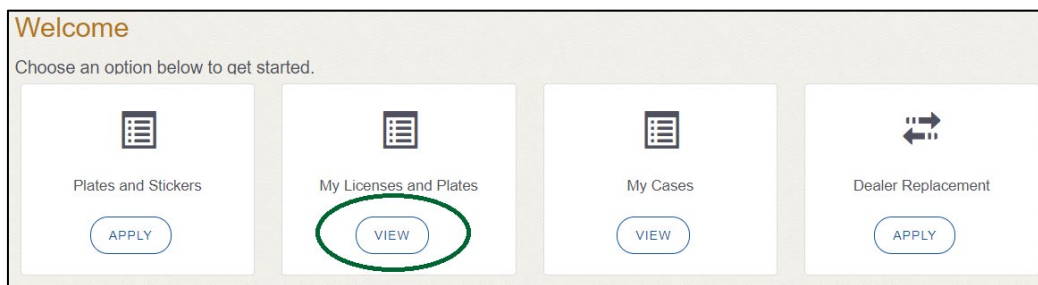 Welcome
Choose an option below to get started.
Plates and Stickers
My Licenses and Plates
My Cases
Dealer Replacement
APPLY
VIEW
VIEW
APPLY